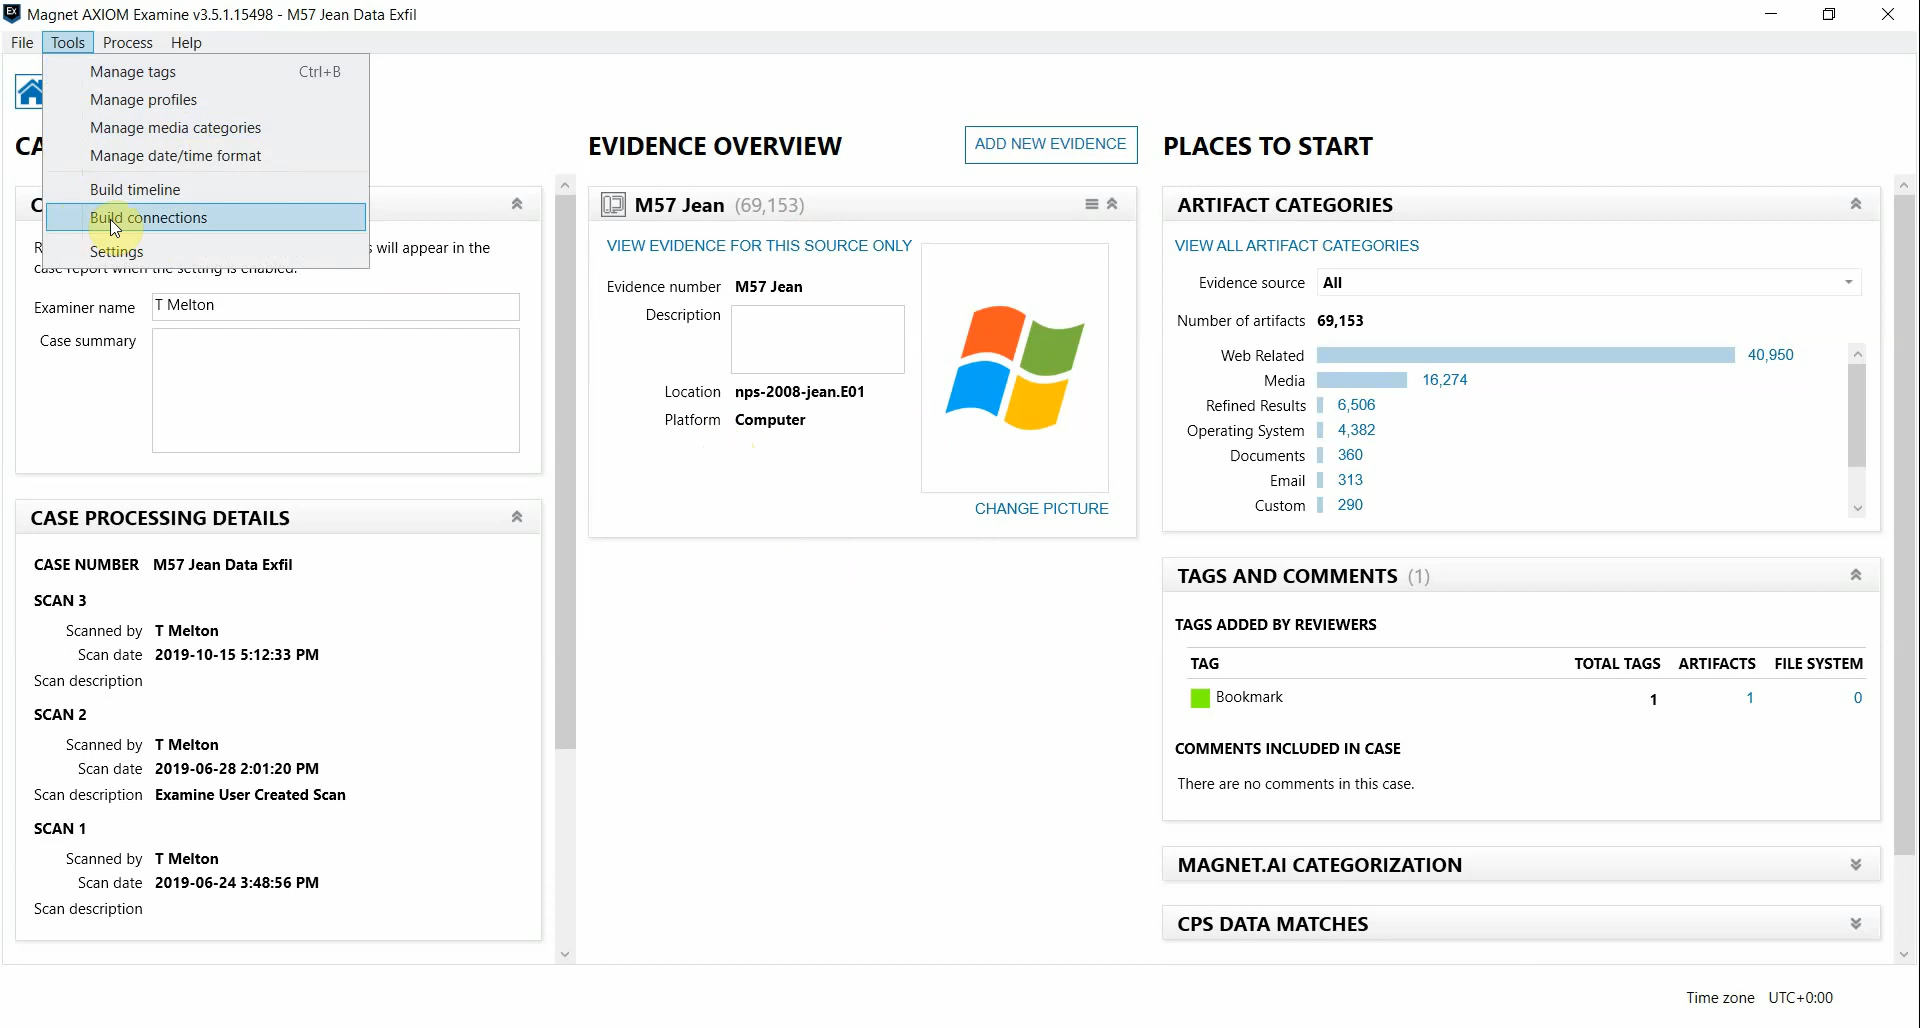 EX Magnet AXIOM Examine v3.5.1.15498 - M57 Jean Data Exfil
File Tools Process Help
Manage tags Ctrl+B
Manage profiles
Manage media categories
Manage date/time format
Build timeline
Build connections
Settings
CA
C
R
s will appear in the
case report when the setting is enabled.
Examiner name T Melton
Case summary
CASE PROCESSING DETAILS
CASE NUMBER M57 Jean Data Exfil
SCAN 3
Scanned by T Melton
Scan date 2019-10-15 5:12:33 PM
Scan description
SCAN 2
Scanned by T Melton
Scan date 2019-06-28 2:01:20 PM
Scan description Examine User Created Scan
SCAN 1
Scanned by T Melton
Scan date 2019-06-24 3:48:56 PM
Scan description
EVIDENCE OVERVIEW
ADD NEW EVIDENCE
M57 Jean (69,153)
VIEW EVIDENCE FOR THIS SOURCE ONLY
Evidence number M57 Jean
Description
Location nps-2008-jean.E01
Platform Computer
CHANGE PICTURE
PLACES TO START
ARTIFACT CATEGORIES
VIEW ALL ARTIFACT CATEGORIES
Evidence source All
Number of artifacts 69,153
Web Related 40,950
Media 16,274
Refined Results 6,506
Operating System 4,382
Documents 360
Email 313
Custom 290
TAGS AND COMMENTS (1)
TAGS ADDED BY REVIEWERS
TAG TOTAL TAGS ARTIFACTS FILE SYSTEM
Bookmark 1 1 0
COMMENTS INCLUDED IN CASE
There are no comments in this case.
MAGNET.AI CATEGORIZATION
CPS DATA MATCHES
Time zone UTC+0:00